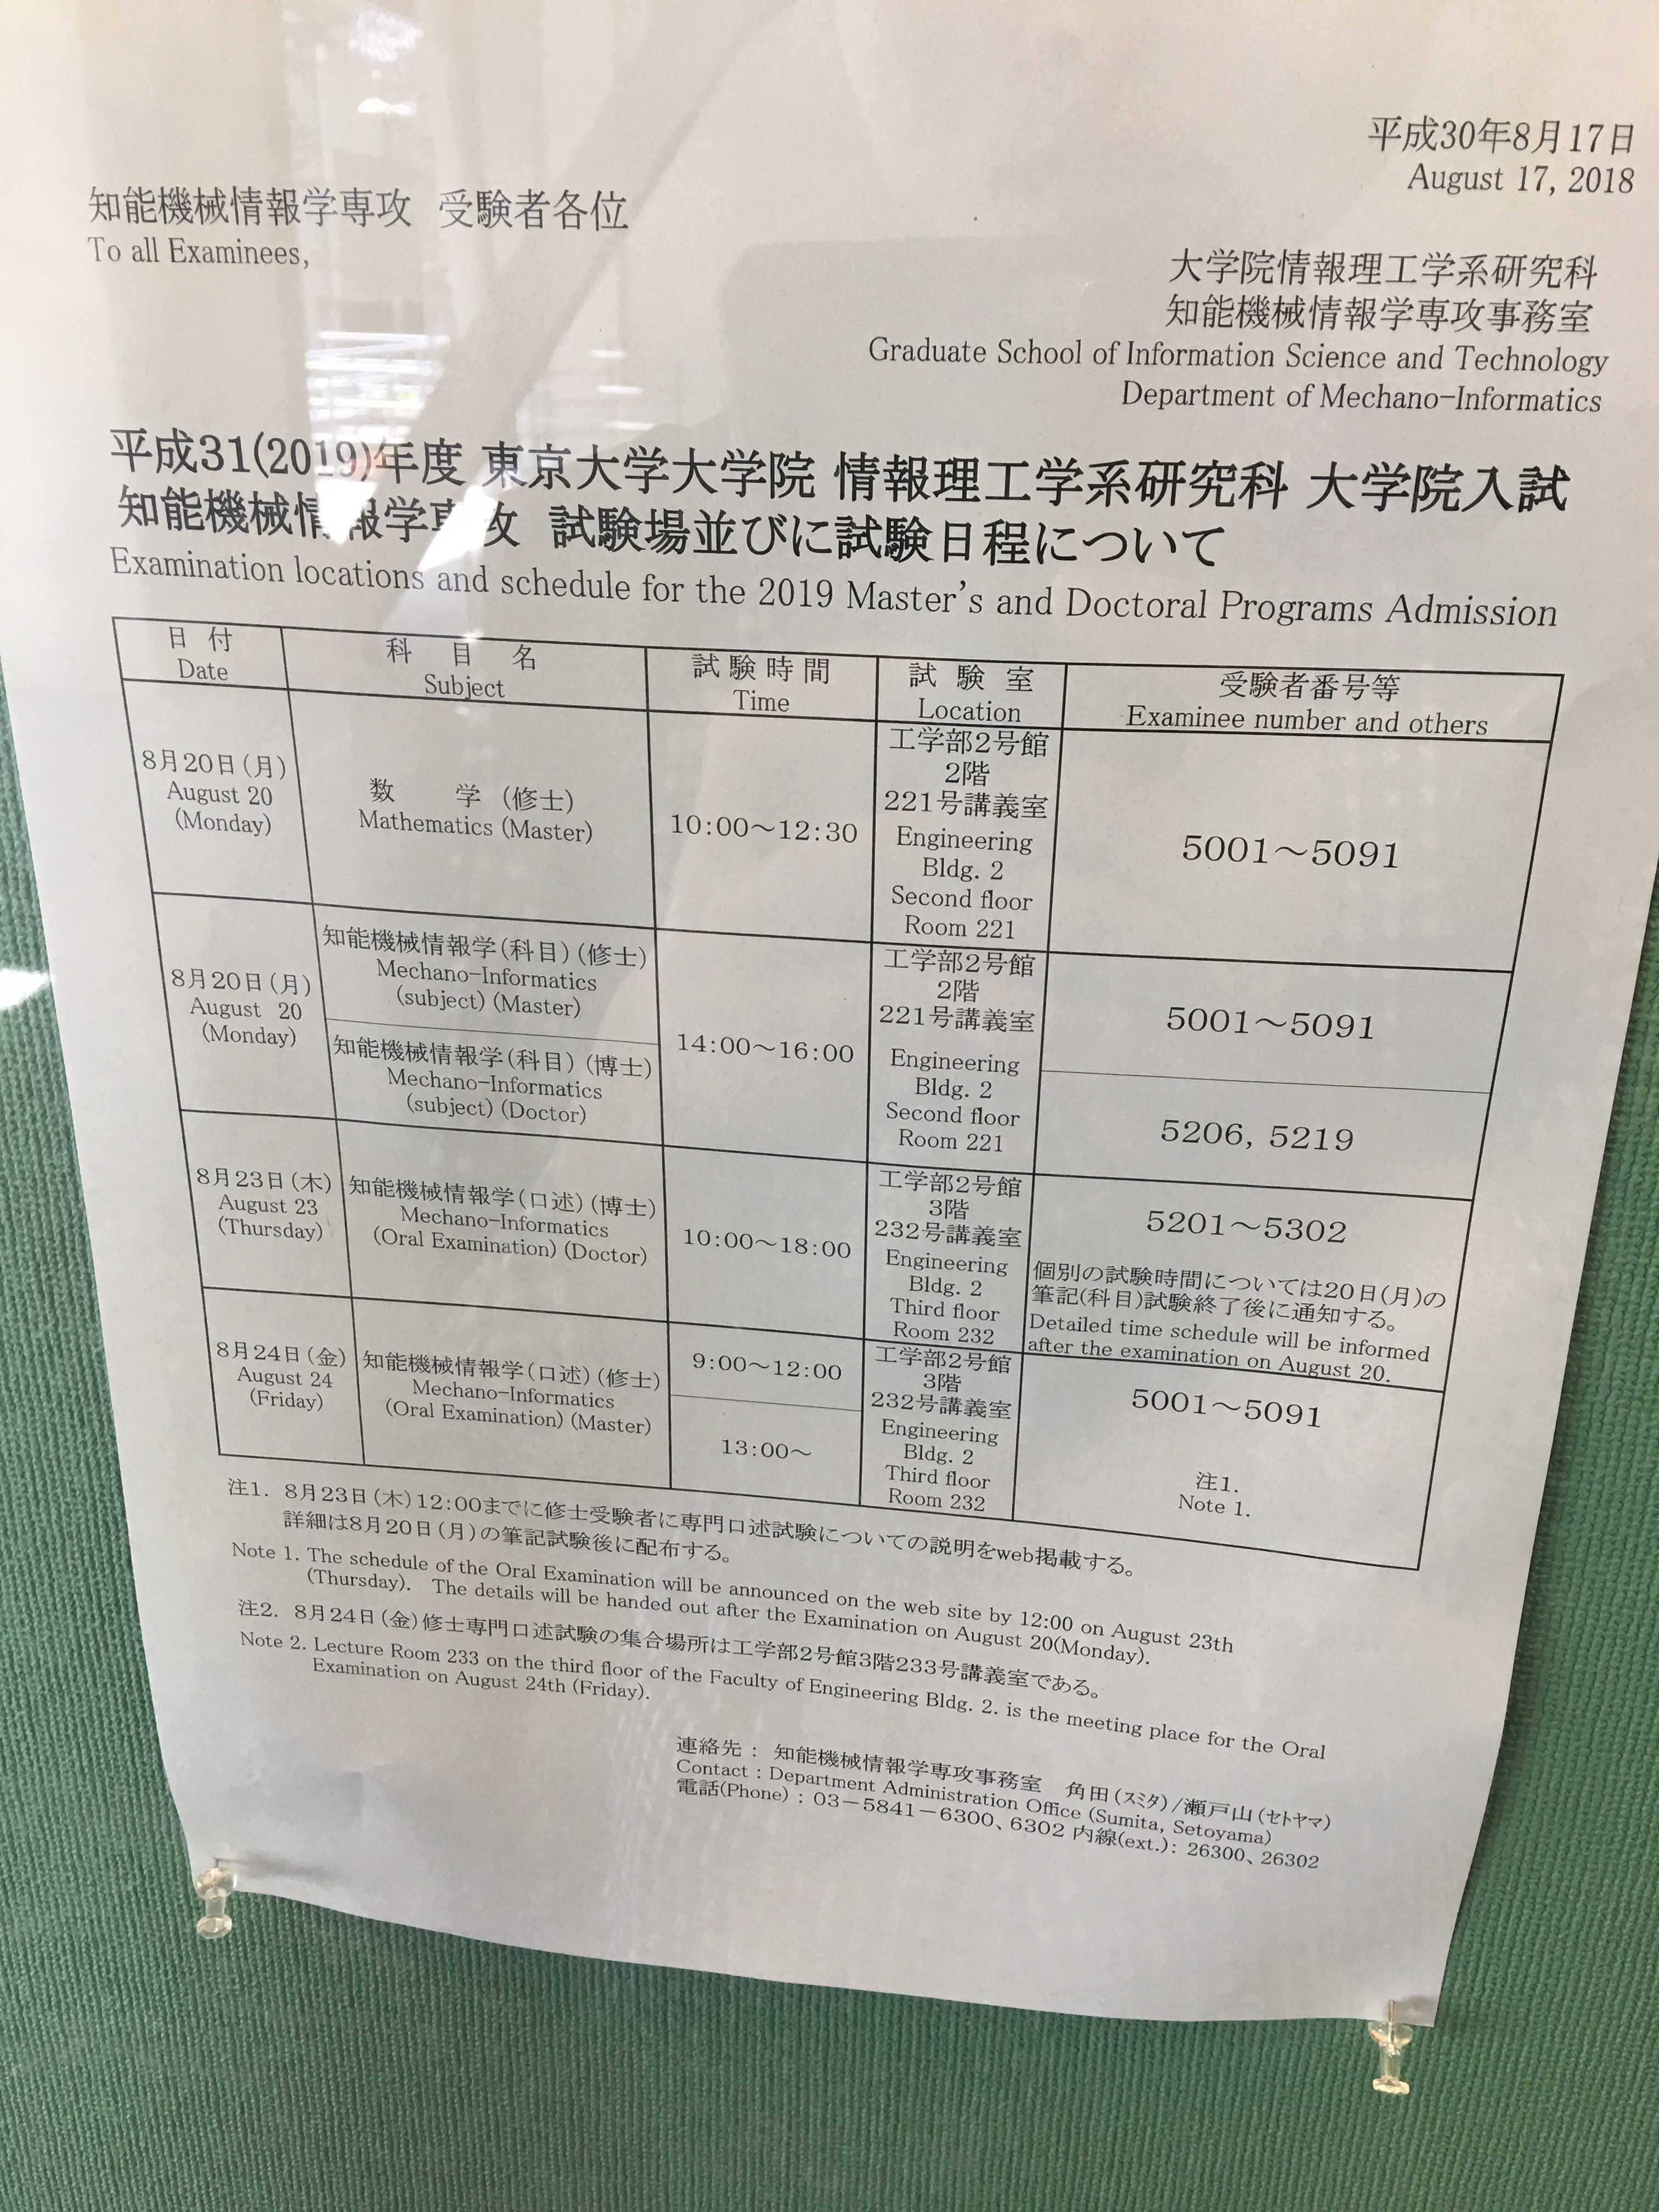 平成30年8月17日
August 17, 2018
知能機械情報学専攻 受験者各位
To all Examinees,
大学院情報理工学系研究科
知能機械情報学専攻事務室
Graduate School of Information Science and Technology
Department of Mechano-Informatics
平成31(2019)年度 東京大学大学院 情報理工学系研究科 大学院入試
知能機械情報学専攻 試験場並びに試験日程について
Examination locations and schedule for the 2019 Master's and Doctoral Programs Admission
日 付
Date
科 目 名
Subject
試験時間
Time
試 験 室
Location
受験者番号等
Examinee number and others
8月20日(月)
August 20
(Monday)
数 学 (修士)
Mathematics (Master)
10:00～12:30
工学部2号館
2階
221号講義室
Engineering
Bldg. 2
Second floor
Room 221
5001～5091
8月20日(月)
August 20
(Monday)
知能機械情報学(科目)(修士)
Mechano-Informatics
(subject) (Master)
知能機械情報学(科目)(博士)
Mechano-Informatics
(subject) (Doctor)
14:00～16:00
工学部2号館
2階
221号講義室
Engineering
Bldg. 2
Second floor
Room 221
5001～5091
5206, 5219
8月23日(木)
August 23
(Thursday)
知能機械情報学(口述)(博士)
Mechano-Informatics
(Oral Examination) (Doctor)
10:00～18:00
工学部2号館
3階
232号講義室
Engineering
Bldg. 2
Third floor
Room 232
5201～5302
個別の試験時間については20日(月)の
筆記(科目)試験終了後に通知する。
Detailed time schedule will be informed
after the examination on August 20.
8月24日(金)
August 24
(Friday)
知能機械情報学(口述)(修士)
Mechano-Informatics
(Oral Examination) (Master)
9:00～12:00
13:00～
工学部2号館
3階
232号講義室
Engineering
Bldg. 2
Third floor
Room 232
5001～5091
注1.
Note 1.
注1. 8月23日(木)12:00までに修士受験者に専門口述試験についての説明をweb掲載する。
詳細は8月20日(月)の筆記試験後に配布する。
Note 1. The schedule of the Oral Examination will be announced on the web site by 12:00 on August 23th
(Thursday). The details will be handed out after the Examination on August 20(Monday).
注2. 8月24日(金)修士専門口述試験の集合場所は工学部2号館3階233号講義室である。
Note 2. Lecture Room 233 on the third floor of the Faculty of Engineering Bldg. 2. is the meeting place for the Oral
Examination on August 24th (Friday).
連絡先: 知能機械情報学専攻事務室 角田(スミタ)/瀬戸山(セトヤマ)
Contact : Department Administration Office (Sumita, Setoyama)
電話(Phone) : 03－5841－6300、6302 内線(ext.): 26300、26302